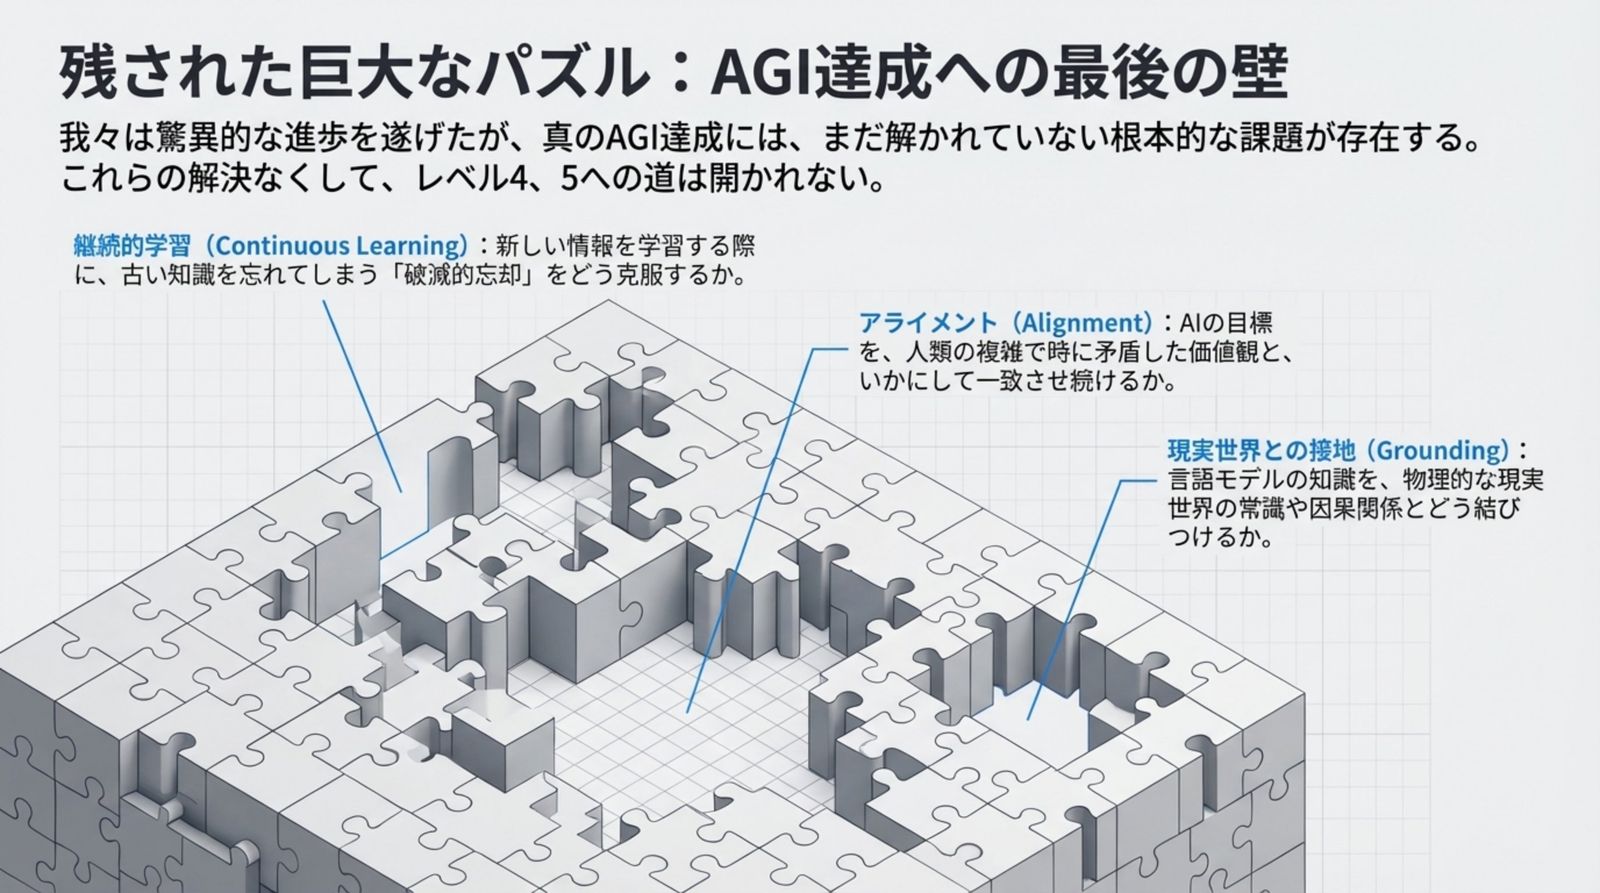 残された巨大なパズル：AGI達成への最後の壁
我々は驚異的な進歩を遂げたが、真のAGI達成には、まだ解かれていない根本的な課題が存在する。
これらの解決なくして、レベル4、5への道は開かれない。
継続的学習（Continuous Learning）：新しい情報を学習する際
に、古い知識を忘れてしまう「破滅的忘却」をどう克服するか。
アライメント（Alignment）：AIの目標
を、人類の複雑で時に矛盾した価値観と、
いかにして一致させ続けるか。
現実世界との接地（Grounding）：
言語モデルの知識を、物理的な現実
世界の常識や因果関係とどう結び
つけるか。